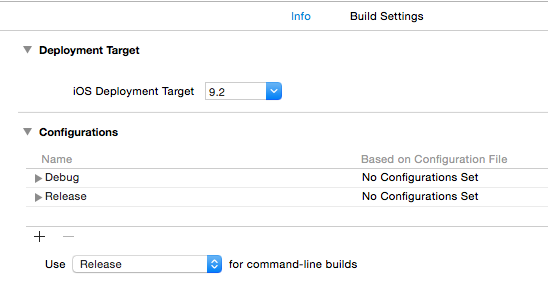 Info Build Settings
Deployment Target
iOS Deployment Target 9.2
Configurations
Name Based on Configuration File
Debug No Configurations Set
Release No Configurations Set
Use Release for command-line builds